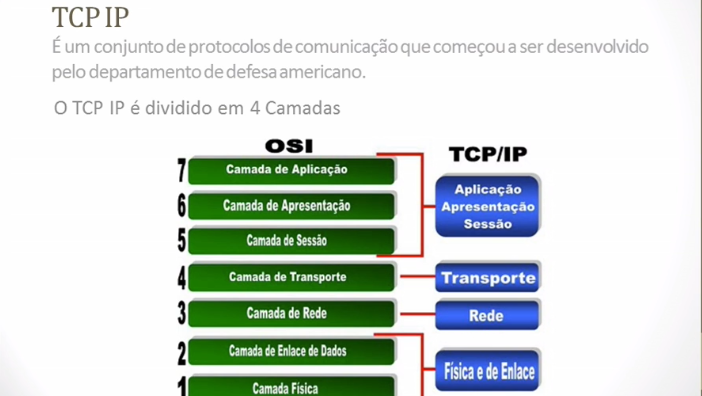 TCP IP
É um conjunto de protocolos de comunicação que começou a ser desenvolvido
pelo departamento de defesa americano.
O TCP IP é dividido em 4 Camadas
OSI
TCP/IP
7 Camada de Aplicação
6 Camada de Apresentação
5 Camada de Sessão
4 Camada de Transporte
3 Camada de Rede
2 Camada de Enlace de Dados
1 Camada Física
Aplicação
Apresentação
Sessão
Transporte
Rede
Física e de Enlace